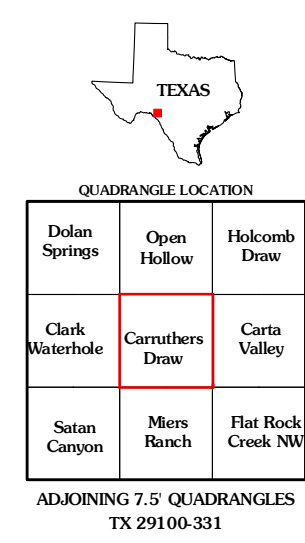 TEXAS
QUADRANGLE LOCATION
Dolan
Springs
Open
Hollow
Holcomb
Draw
Clark
Waterhole
Carruthers
Draw
Carta
Valley
Satan
Canyon
Miers
Ranch
Flat Rock
Creek NW
ADJOINING 7.5' QUADRANGLES
TX 29100-331